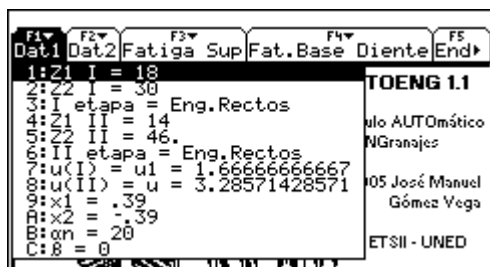 F1 F2 F3 F4 F5
Dat1 Dat2 Fatiga Sup Fat.Base Diente End
1:Z1 I = 18
2:Z2 I = 30
3:I etapa = Eng.Rectos
4:Z1 II = 14
5:Z2 II = 46.
6:II etapa = Eng.Rectos
7:u(I) = u1 = 1.66666666667
8:u(II) = u = 3.28571428571
9:x1 = .39
A:x2 = -.39
B:αn = 20
C:β = 0
TOENG 1.1
ulo AUTOmático
NGranajes
005 José Manuel
Gómez Vega
ETSII - UNED